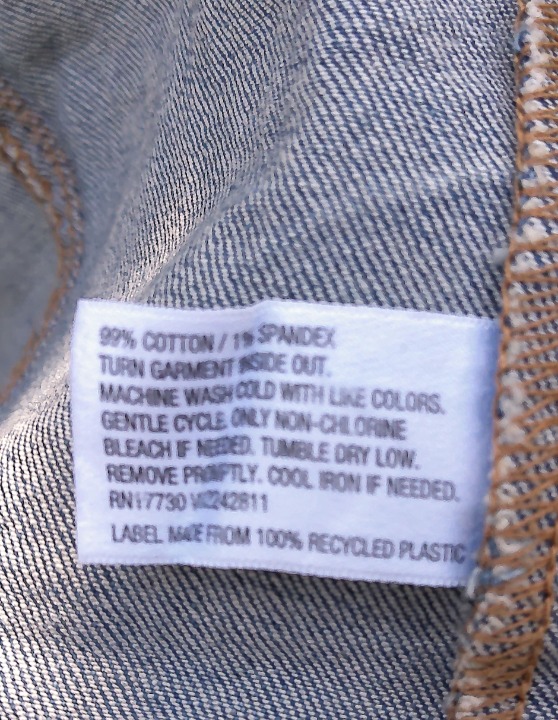 99% COTTON / 1% SPANDEX
TURN GARMENT INSIDE OUT.
MACHINE WASH COLD WITH LIKE COLORS.
GENTLE CYCLE. ONLY NON-CHLORINE
BLEACH IF NEEDED. TUMBLE DRY LOW.
REMOVE PROMPTLY. COOL IRON IF NEEDED.
LABEL MADE FROM 100% RECYCLED PLASTIC